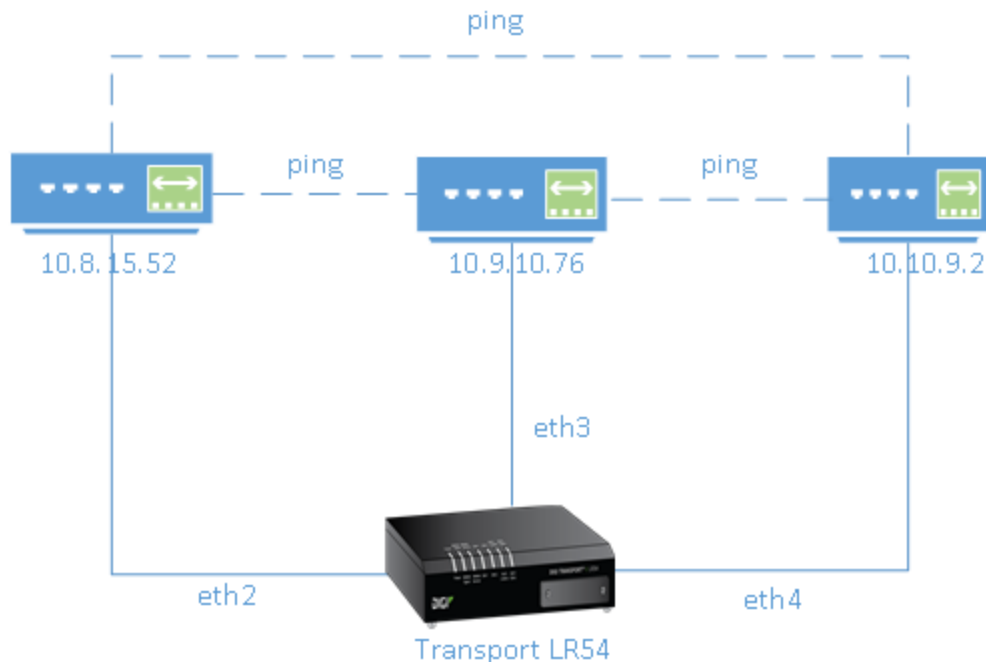 ping
ping
ping
10.8.15.52
10.9.10.76
10.10.9.2
eth3
eth2
eth4
Transport LR54